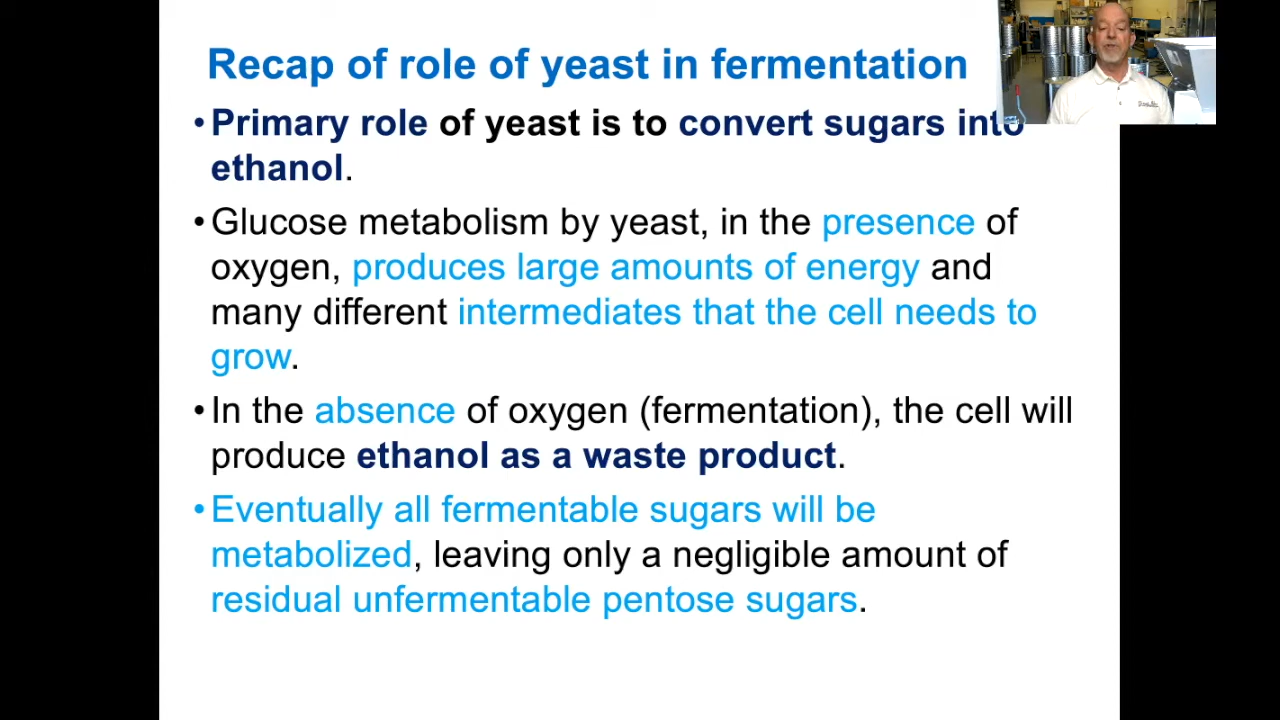 Recap of role of yeast in fermentation
• Primary role of yeast is to convert sugars into
ethanol.
• Glucose metabolism by yeast, in the presence of
oxygen, produces large amounts of energy and
many different intermediates that the cell needs to
grow.
• In the absence of oxygen (fermentation), the cell will
produce ethanol as a waste product.
• Eventually all fermentable sugars will be
metabolized, leaving only a negligible amount of
residual unfermentable pentose sugars.